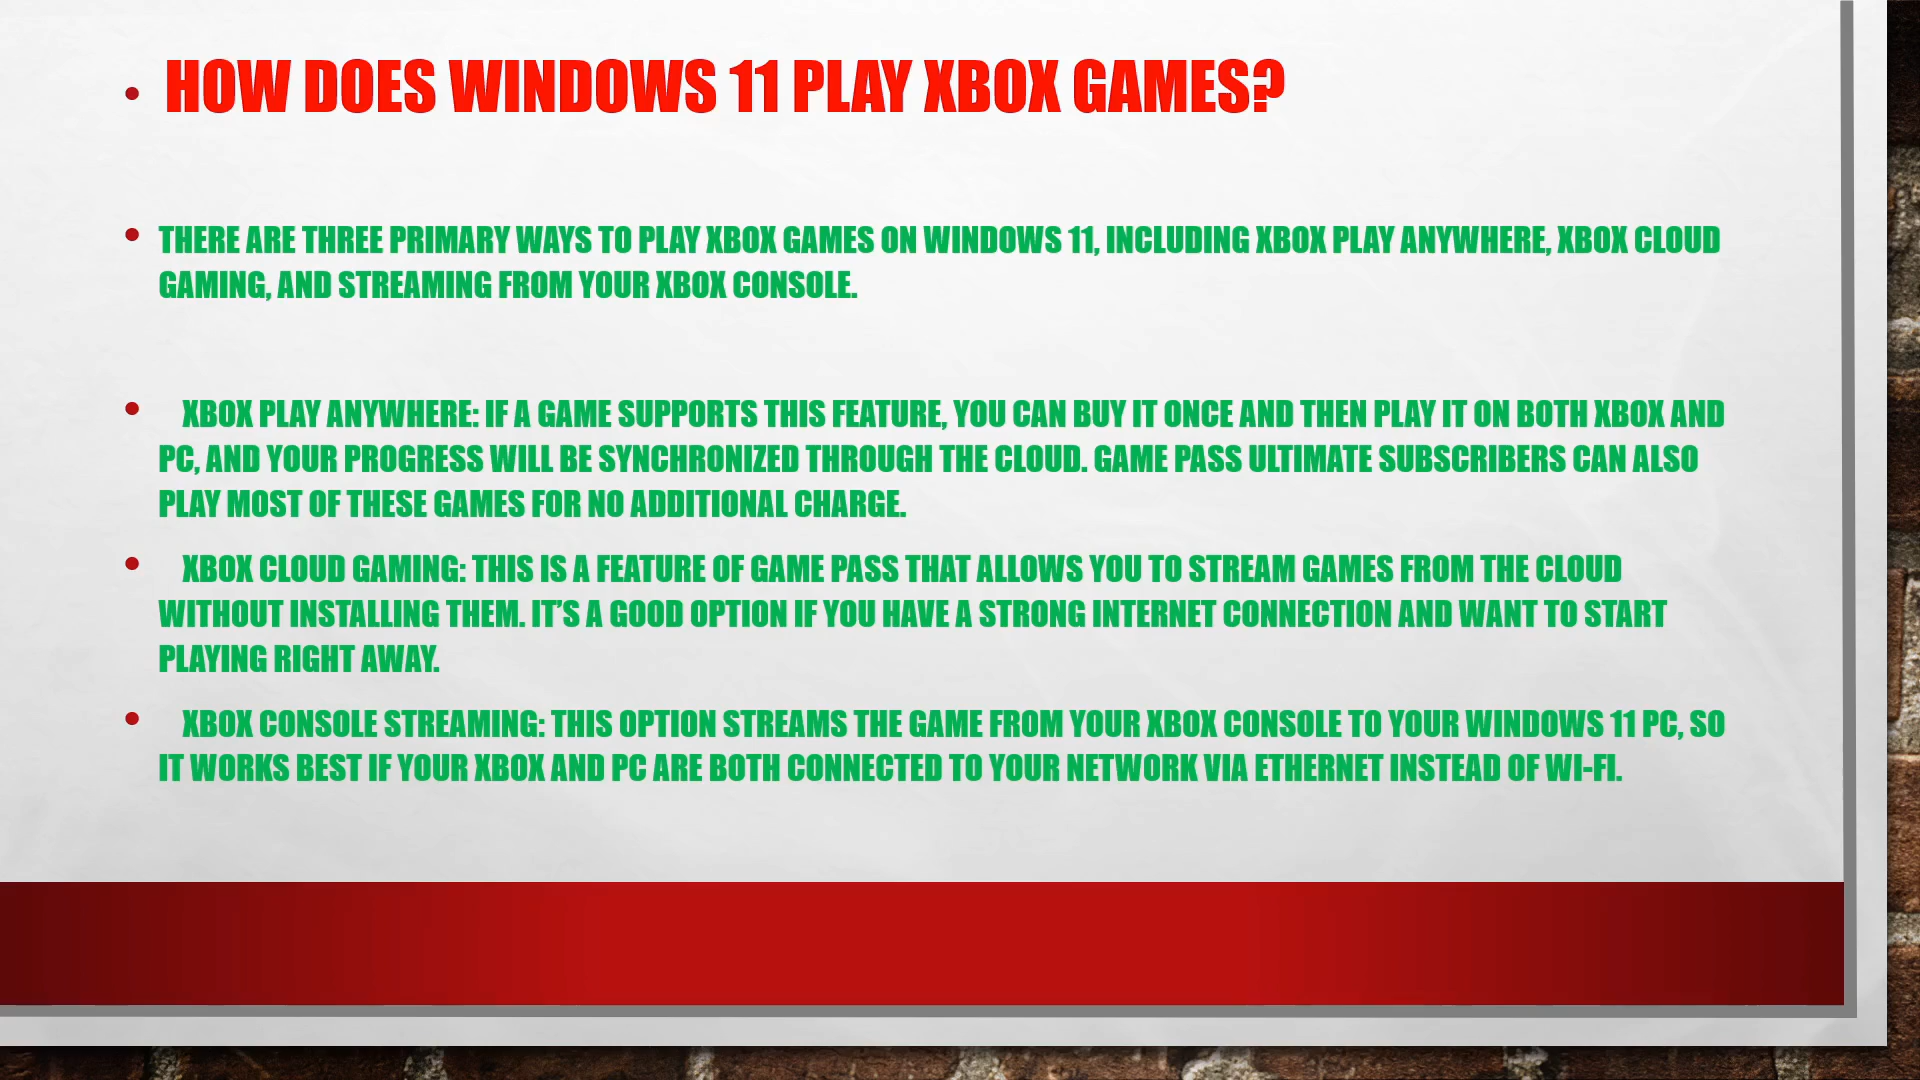 • HOW DOES WINDOWS 11 PLAY XBOX GAMES?
• THERE ARE THREE PRIMARY WAYS TO PLAY XBOX GAMES ON WINDOWS 11, INCLUDING XBOX PLAY ANYWHERE, XBOX CLOUD
GAMING, AND STREAMING FROM YOUR XBOX CONSOLE.
• XBOX PLAY ANYWHERE: IF A GAME SUPPORTS THIS FEATURE, YOU CAN BUY IT ONCE AND THEN PLAY IT ON BOTH XBOX AND
PC, AND YOUR PROGRESS WILL BE SYNCHRONIZED THROUGH THE CLOUD. GAME PASS ULTIMATE SUBSCRIBERS CAN ALSO
PLAY MOST OF THESE GAMES FOR NO ADDITIONAL CHARGE.
• XBOX CLOUD GAMING: THIS IS A FEATURE OF GAME PASS THAT ALLOWS YOU TO STREAM GAMES FROM THE CLOUD
WITHOUT INSTALLING THEM. IT’S A GOOD OPTION IF YOU HAVE A STRONG INTERNET CONNECTION AND WANT TO START
PLAYING RIGHT AWAY.
• XBOX CONSOLE STREAMING: THIS OPTION STREAMS THE GAME FROM YOUR XBOX CONSOLE TO YOUR WINDOWS 11 PC, SO
IT WORKS BEST IF YOUR XBOX AND PC ARE BOTH CONNECTED TO YOUR NETWORK VIA ETHERNET INSTEAD OF WI-FI.